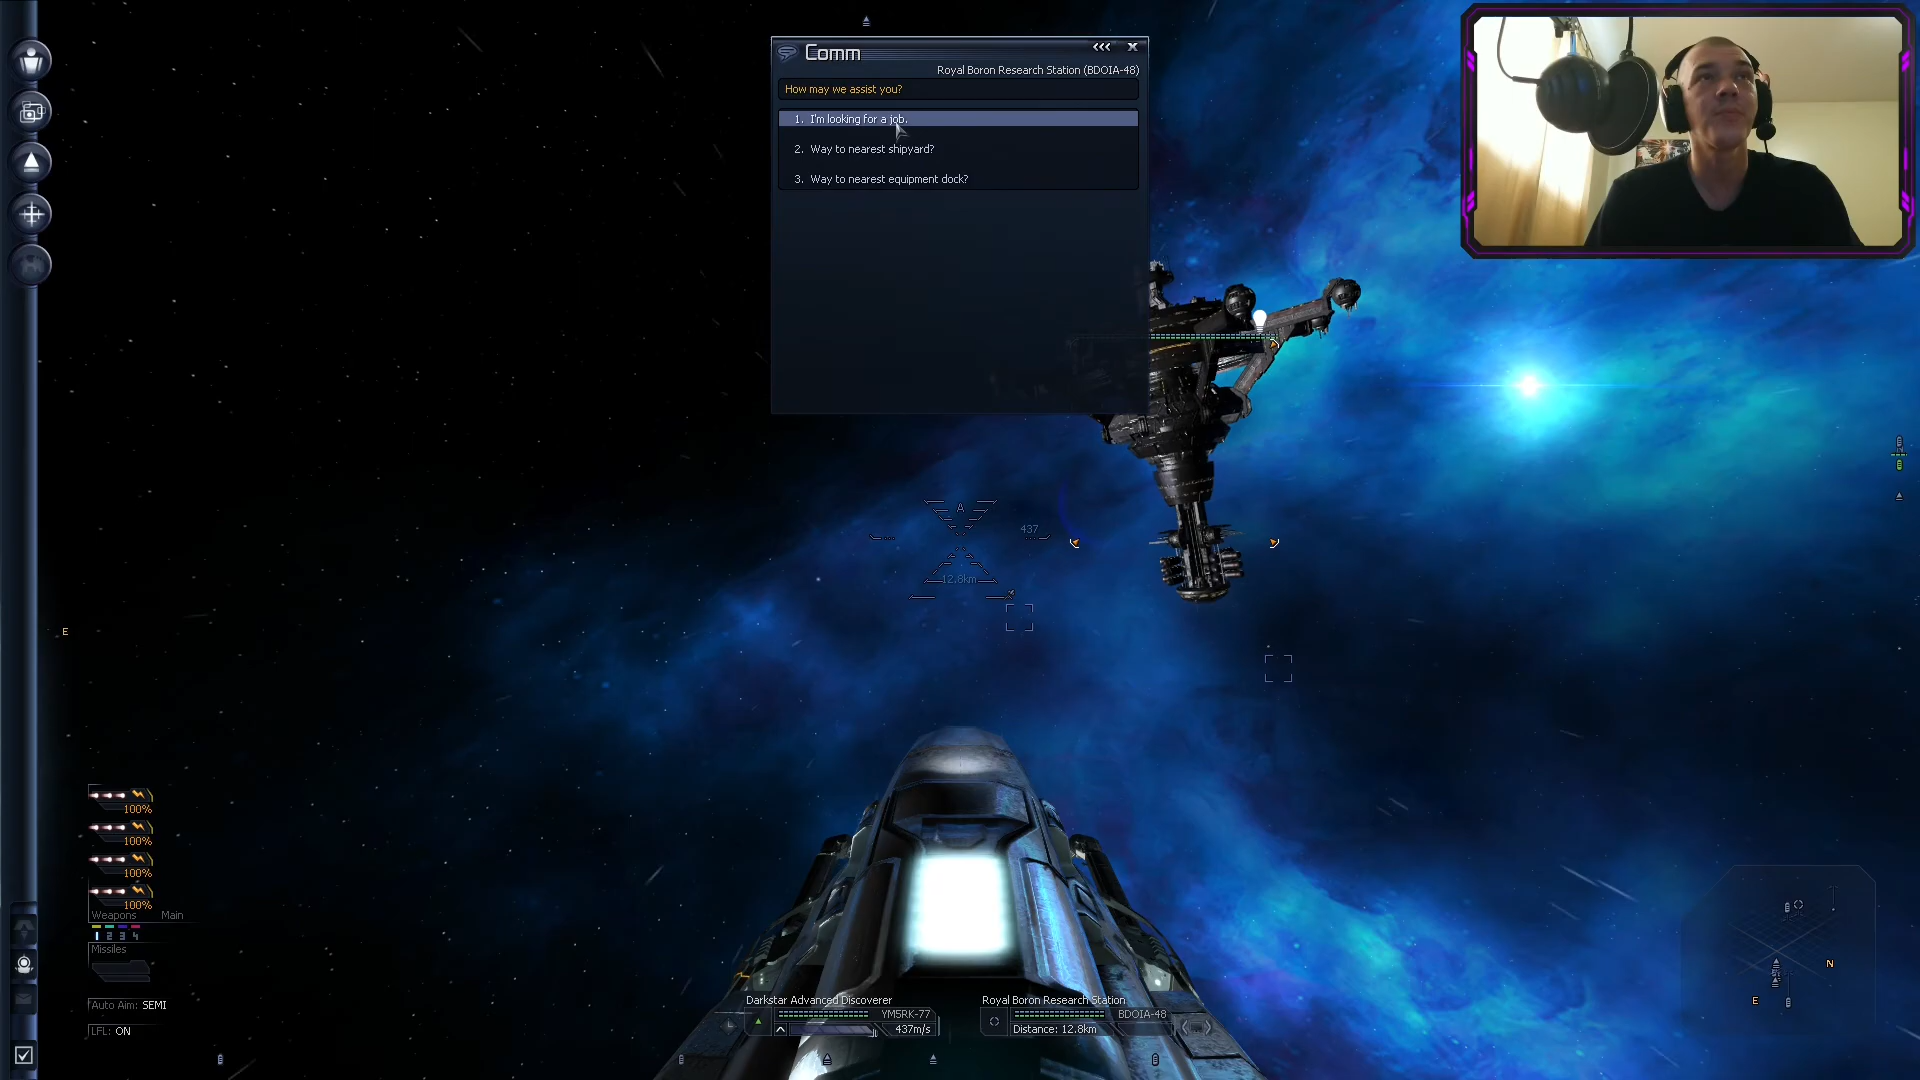 Comm
Royal Boron Research Station (BDOIA-48)
How may we assist you?
1. I'm looking for a job.
2. Way to nearest shipyard?
3. Way to nearest equipment dock?
A
437
12.8km
E
100%
100%
100%
100%
Weapons Main
1 2 3 4
Missiles
Auto Aim: SEMI
LFL: ON
Darkstar Advanced Discoverer
YM5RK-77
437m/s
Royal Boron Research Station
BDOIA-48
Distance: 12.8km
N
E